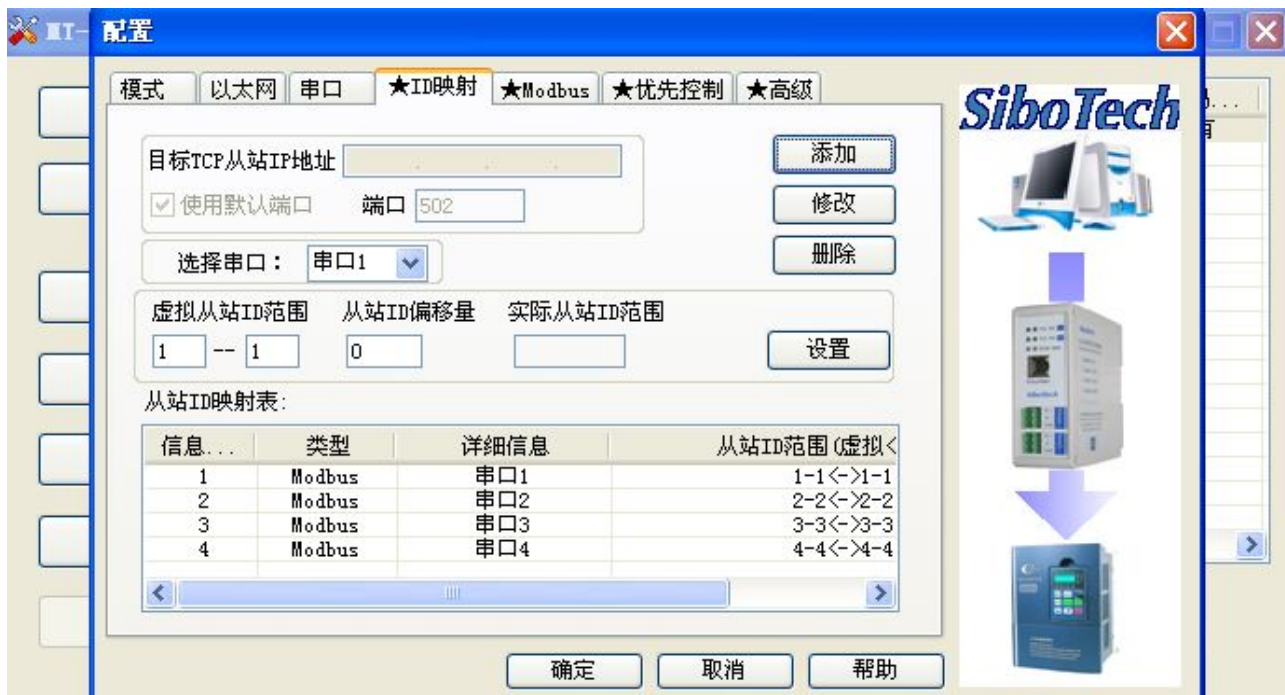 MT-
配置
模式 以太网 串口 ★ID映射 ★Modbus ★优先控制 ★高级
SiboTech
目标TCP从站IP地址 . . .
添加
使用默认端口 端口 502
修改
选择串口： 串口1
删除
虚拟从站ID范围 从站ID偏移量 实际从站ID范围
1 -- 1 0
设置
从站ID映射表:
信息... 类型 详细信息 从站ID范围(虚拟<
1 Modbus 串口1 1-1<->1-1
2 Modbus 串口2 2-2<->2-2
3 Modbus 串口3 3-3<->3-3
4 Modbus 串口4 4-4<->4-4
确定 取消 帮助